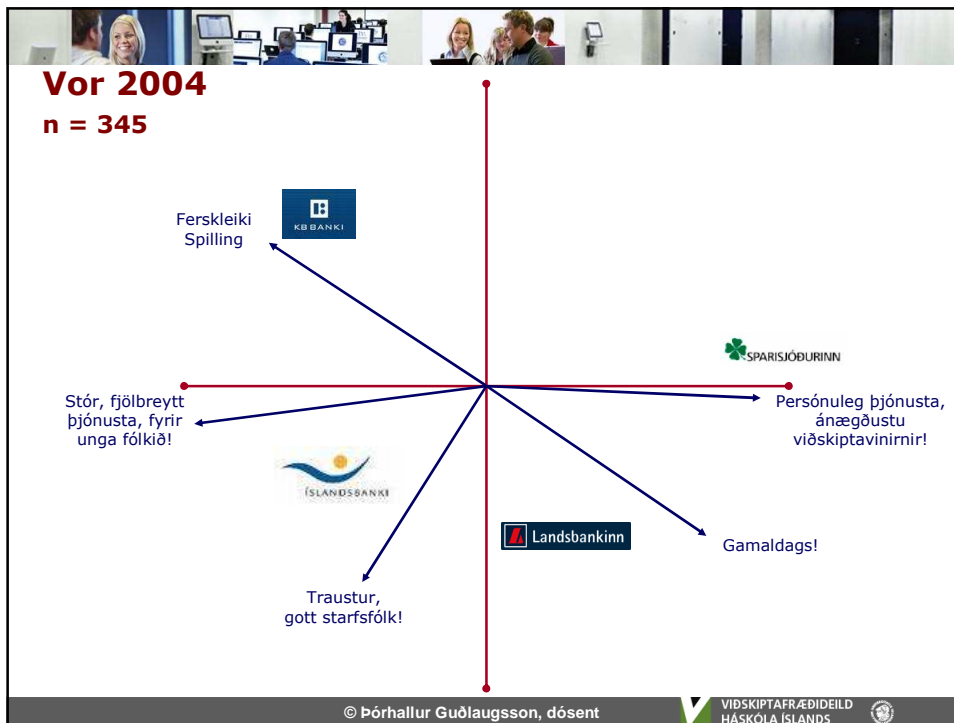 Vor 2004
n = 345
Ferskleiki
Spilling
KB BANKI
SPARISJÓÐURINN
Stór, fjölbreytt
þjónusta, fyrir
unga fólkið!
Persónuleg þjónusta,
ánægðustu
viðskiptavinirnir!
ÍSLANDSBANKI
Landsbankinn
Gamaldags!
Traustur,
gott starfsfólk!
© Þórhallur Guðlaugsson, dósent
VIÐSKIPTAFRÆÐIDEILD
HÁSKÓLA ÍSLANDS